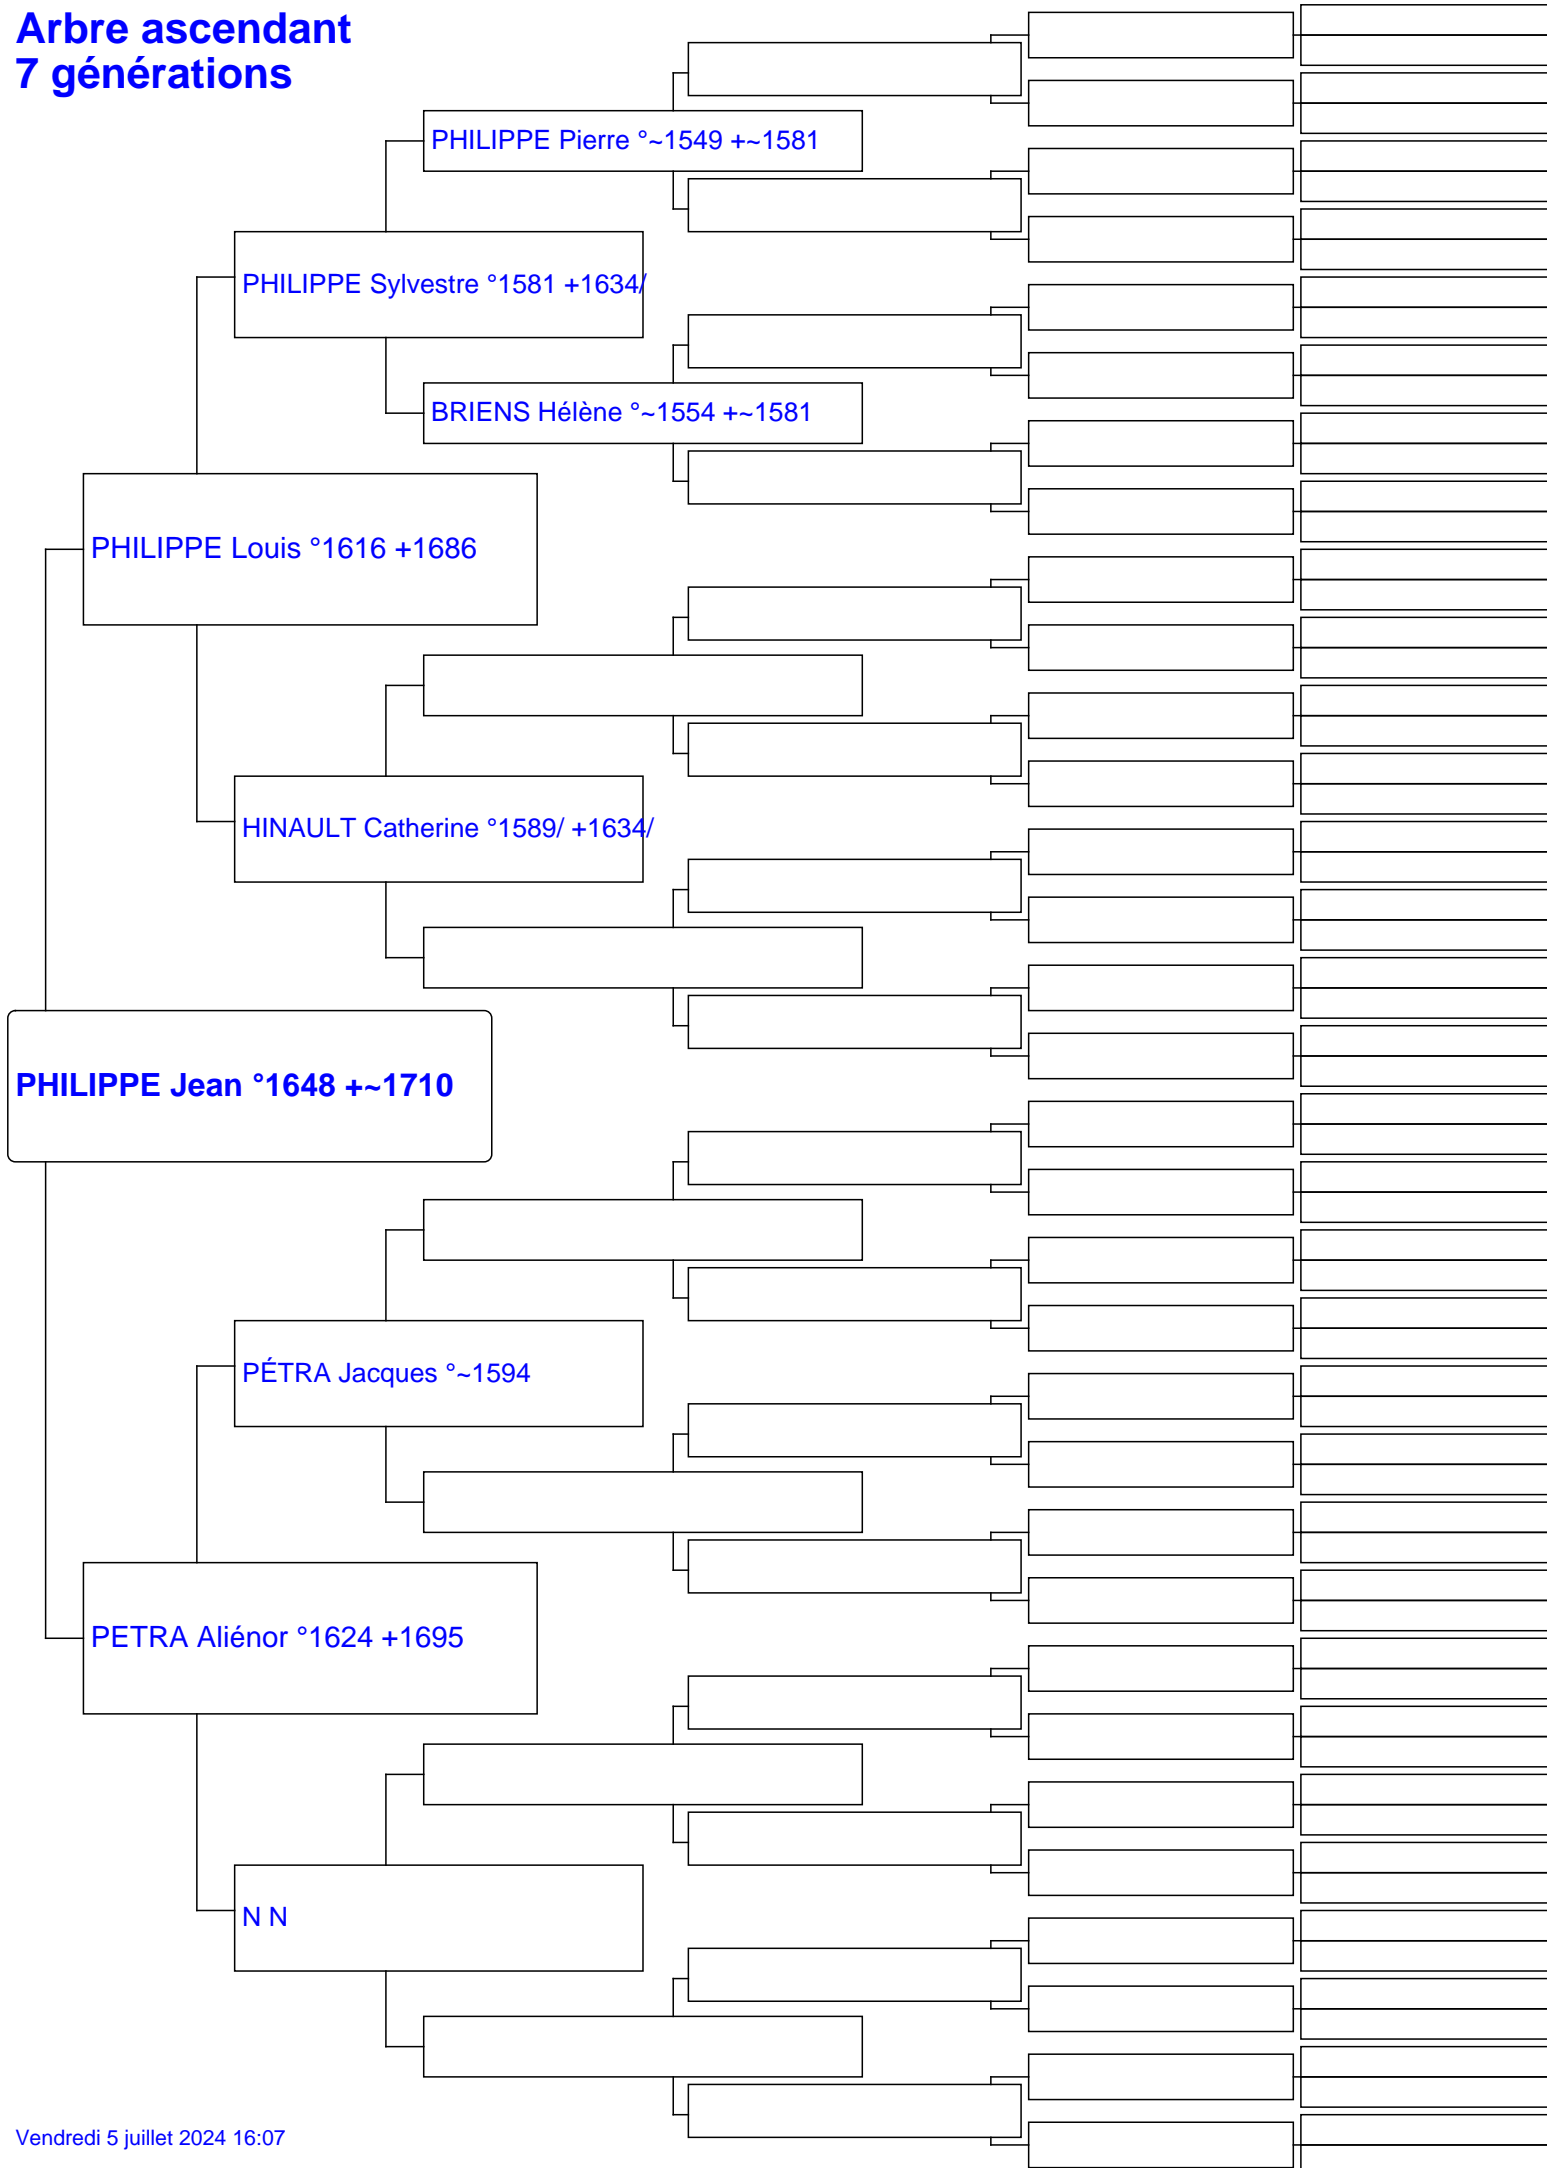 Arbre ascendant
7 générations
PHILIPPE Pierre °~1549 +~1581
PHILIPPE Sylvestre °1581 +1634/
BRIENS Hélène °~1554 +~1581
PHILIPPE Louis °1616 +1686
HINAULT Catherine °1589/ +1634/
PHILIPPE Jean °1648 +~1710
PÉTRA Jacques °~1594
PETRA Aliénor °1624 +1695
N N
Vendredi 5 juillet 2024 16:07